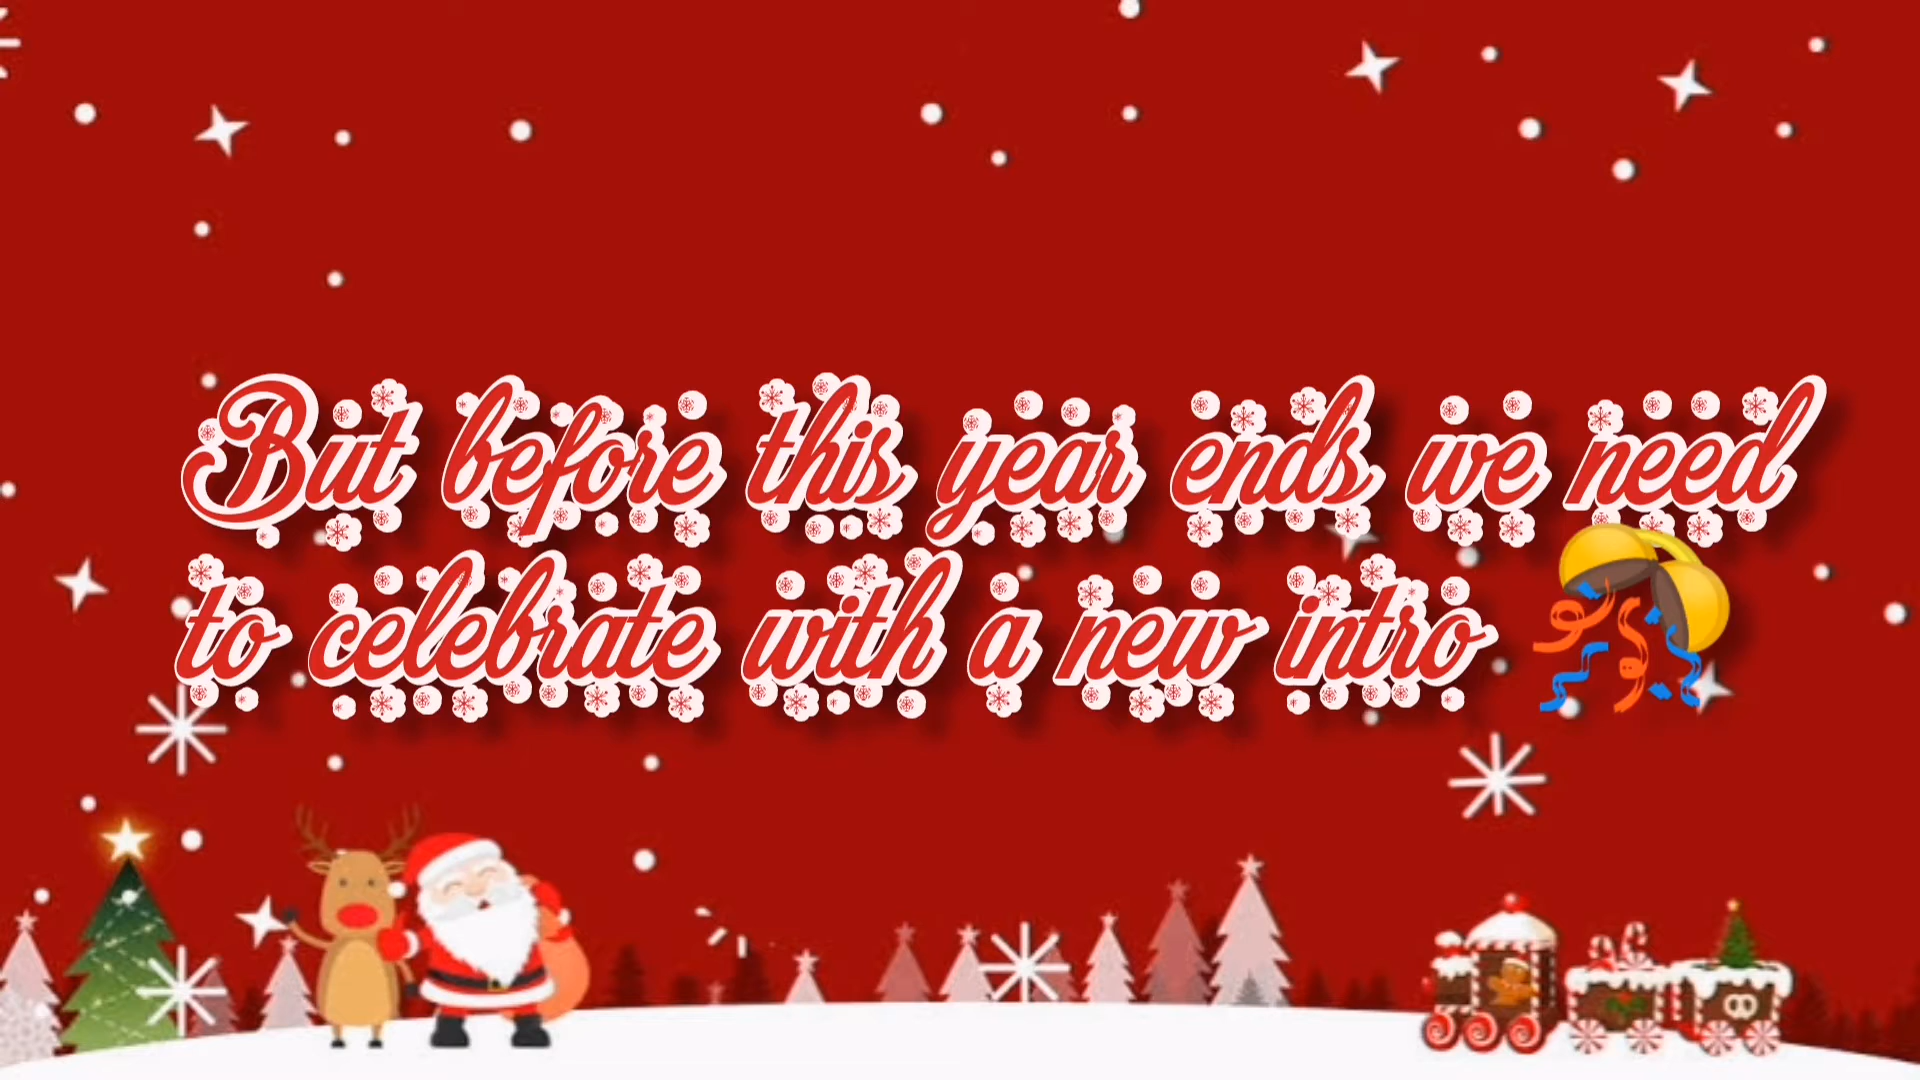 But before this year ends we need
to celebrate with a new intro 🎊